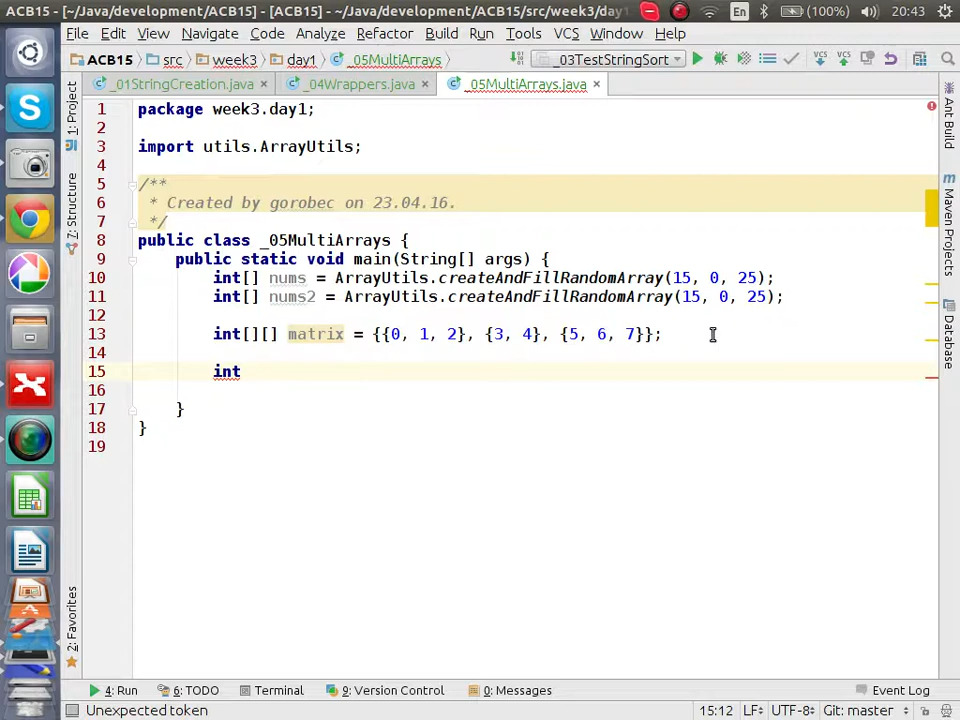 ACB15 - [~/Java/development/ACB15] - [ACB15] - ~/Java/development/ACB15/src/week3/day1
En
(100%)
20:43
File Edit View Navigate Code Analyze Refactor Build Run Tools VCS Window Help
ACB15 src week3 day1 _05MultiArrays
_03TestStringSort
VCS VCS
_01StringCreation.java
_04Wrappers.java
_05MultiArrays.java
1: Project
7: Structure
2: Favorites
1 package week3.day1;
2
3 import utils.ArrayUtils;
4
5 /**
6 * Created by gorobec on 23.04.16.
7 */
8 public class _05MultiArrays {
9 public static void main(String[] args) {
10 int[] nums = ArrayUtils.createAndFillRandomArray(15, 0, 25);
11 int[] nums2 = ArrayUtils.createAndFillRandomArray(15, 0, 25);
12
13 int[][] matrix = {{0, 1, 2}, {3, 4}, {5, 6, 7}};
14
15 int
16
17 }
18 }
19
Ant Build
Maven Projects
Database
4: Run 6: TODO Terminal 9: Version Control 0: Messages Event Log
Unexpected token
15:12 LF÷ UTF-8÷ Git: master÷